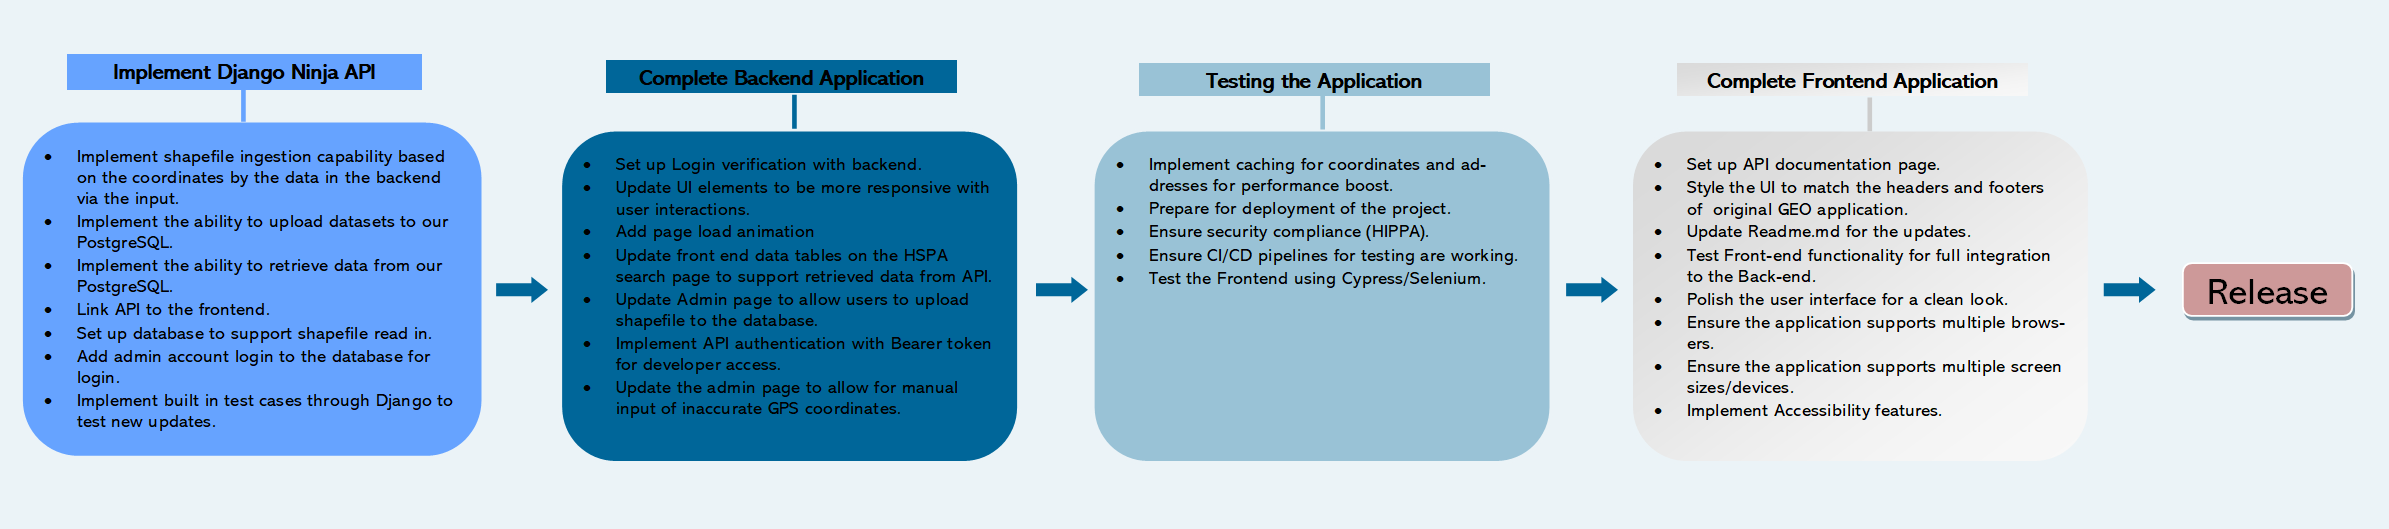 Implement Django Ninja API
• Implement shapefile ingestion capability based
on the coordinates by the data in the backend
via the input.
• Implement the ability to upload datasets to our
PostgreSQL.
• Implement the ability to retrieve data from our
PostgreSQL.
• Link API to the frontend.
• Set up database to support shapefile read in.
• Add admin account login to the database for
login.
• Implement built in test cases through Django to
test new updates.
Complete Backend Application
• Set up Login verification with backend.
• Update UI elements to be more responsive with
user interactions.
• Add page load animation
• Update front end data tables on the HSPA
search page to support retrieved data from API.
• Update Admin page to allow users to upload
shapefile to the database.
• Implement API authentication with Bearer token
for developer access.
• Update the admin page to allow for manual
input of inaccurate GPS coordinates.
Testing the Application
• Implement caching for coordinates and ad-
dresses for performance boost.
• Prepare for deployment of the project.
• Ensure security compliance (HIPPA).
• Ensure CI/CD pipelines for testing are working.
• Test the Frontend using Cypress/Selenium.
Complete Frontend Application
• Set up API documentation page.
• Style the UI to match the headers and footers
of  original GEO application.
• Update Readme.md for the updates.
• Test Front-end functionality for full integration
to the Back-end.
• Polish the user interface for a clean look.
• Ensure the application supports multiple brows-
ers.
• Ensure the application supports multiple screen
sizes/devices.
• Implement Accessibility features.
Release